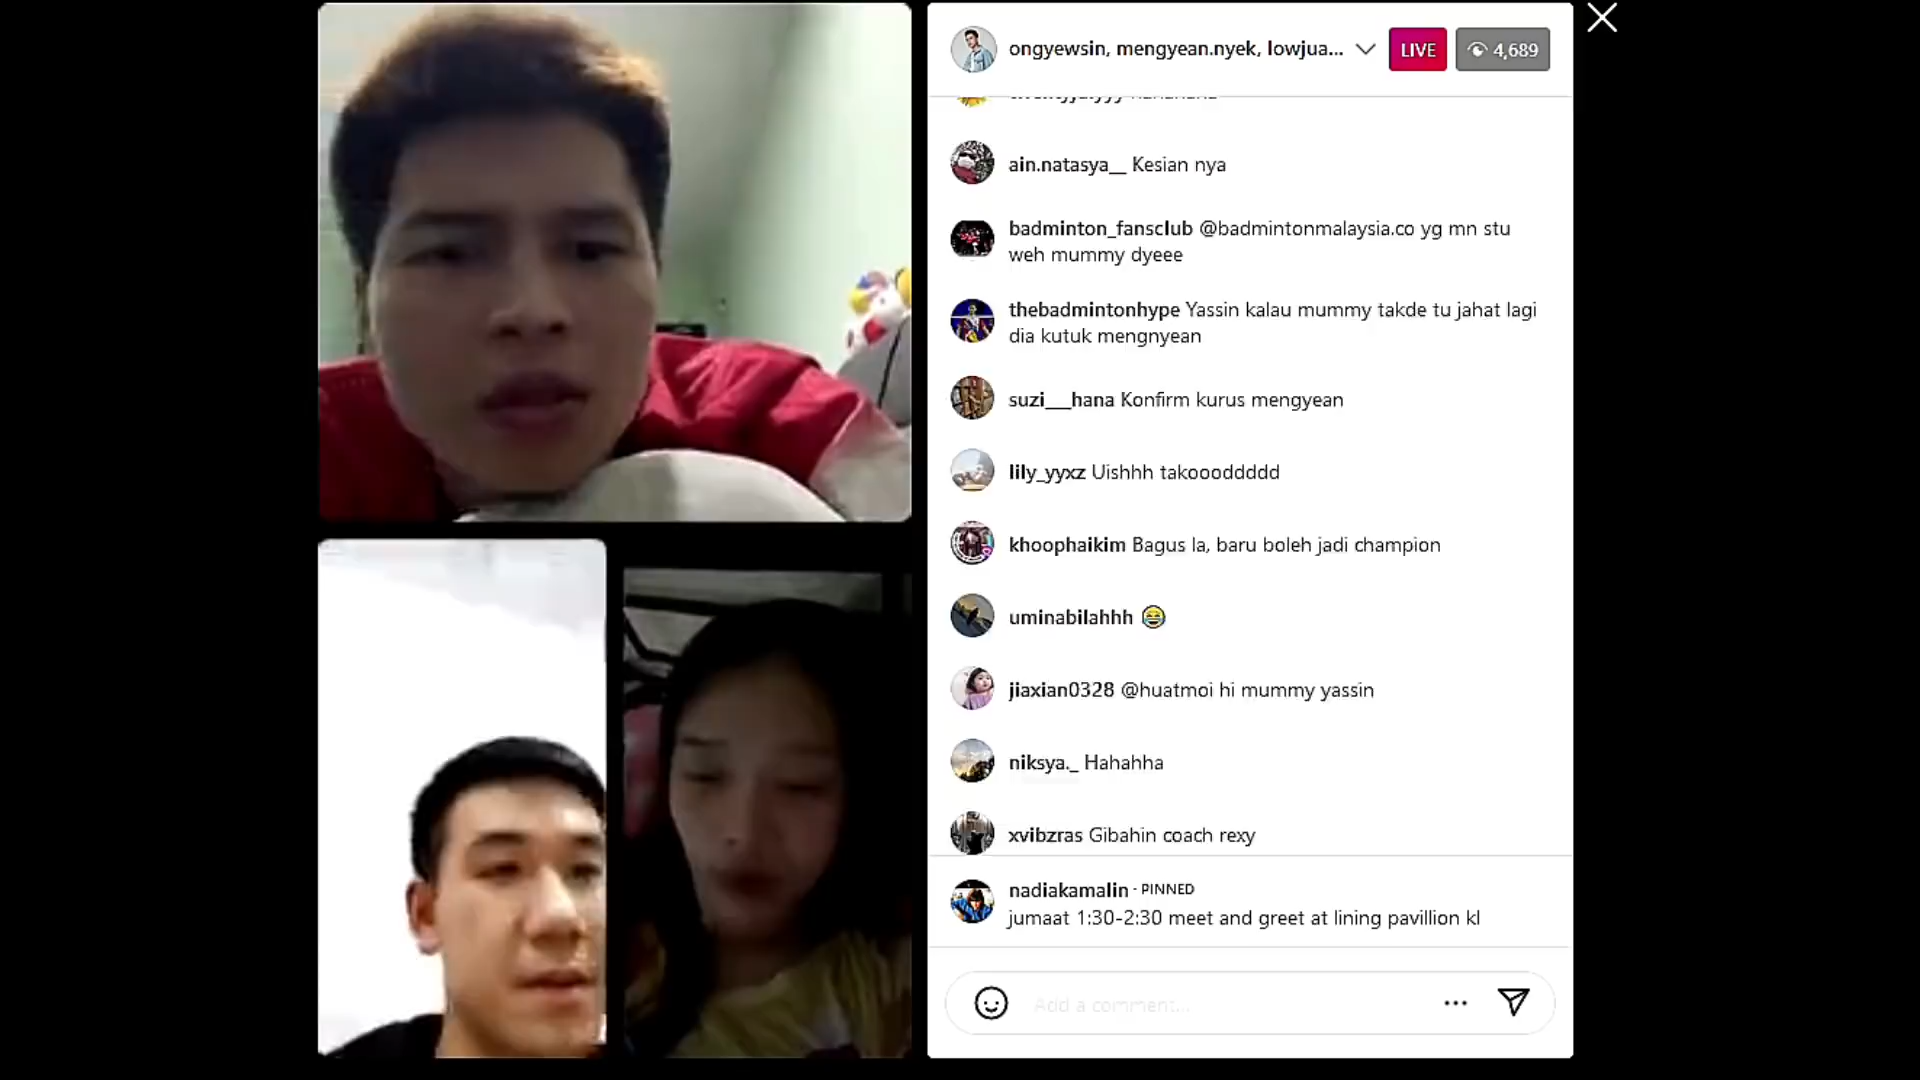 ongyewsin, mengyean.nyek, lowjua...
LIVE
4,689
ain.natasya__ Kesian nya
badminton_fansclub @badmintonmalaysia.co yg mn stu
weh mummy dyeee
thebadmintonhype Yassin kalau mummy takde tu jahat lagi
dia kutuk mengnyean
suzi___hana Konfirm kurus mengyean
lily_yyxz Uishhh takooodddddd
khoophaikim Bagus la, baru boleh jadi champion
uminabilahhh 😂
jiaxian0328 @huatmoi hi mummy yassin
niksya._ Hahahha
xvibzras Gibahin coach rexy
nadiakamalin · PINNED
jumaat 1:30-2:30 meet and greet at lining pavillion kl
Add a comment...